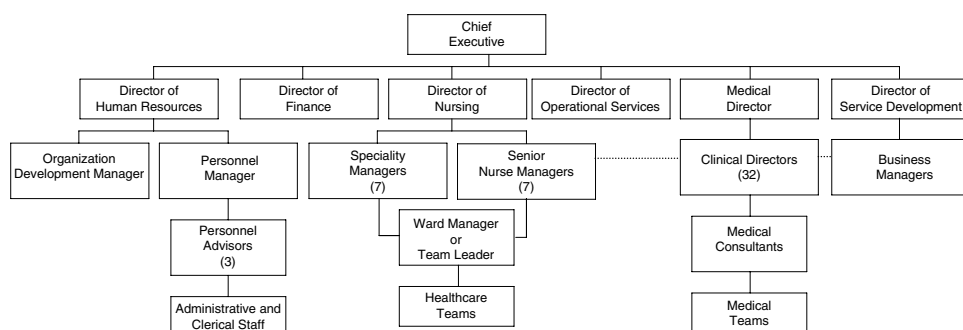 Chief
Executive
Director of
Human Resources
Director of
Finance
Director of
Nursing
Director of
Operational Services
Medical
Director
Director of
Service Development
Organization
Development Manager
Personnel
Manager
Speciality
Managers
(7)
Senior
Nurse Managers
(7)
Clinical Directors
(32)
Business
Managers
Personnel
Advisors
(3)
Ward Manager
or
Team Leader
Medical
Consultants
Administrative and
Clerical Staff
Healthcare
Teams
Medical
Teams